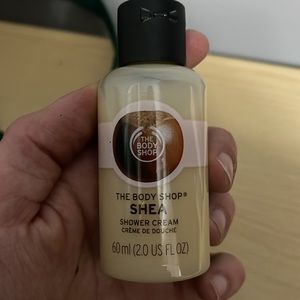 THE
BODY
SHOP
THE BODY SHOP®
SHEA
SHOWER CREAM
CRÈME DE DOUCHE
60ml (2.0 US FL OZ)